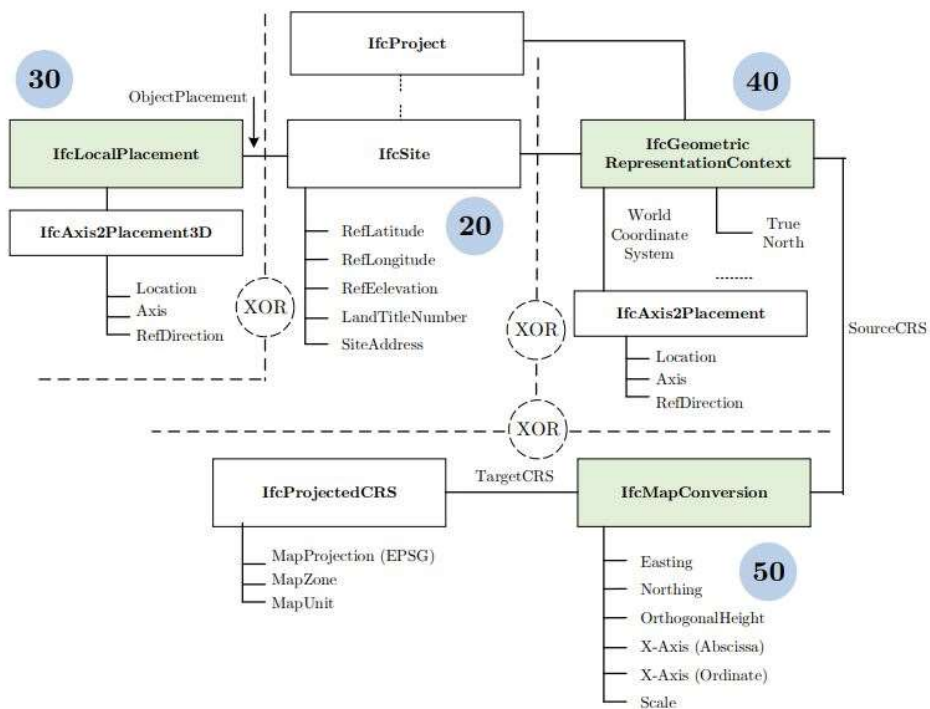 IfcProject
30
40
ObjectPlacement
IfcLocalPlacement
IfcSite
IfcGeometric
RepresentationContext
IfcAxis2Placement3D
Location
Axis
RefDirection
XOR
20
RefLatitude
RefLongitude
RefEelevation
LandTitleNumber
SiteAddress
World
Coordinate
System
True
North
XOR
IfcAxis2Placement
Location
Axis
RefDirection
SourceCRS
XOR
IfcProjectedCRS
TargetCRS
IfcMapConversion
MapProjection (EPSG)
MapZone
MapUnit
50
Easting
Northing
OrthogonalHeight
X-Axis (Abscissa)
X-Axis (Ordinate)
Scale